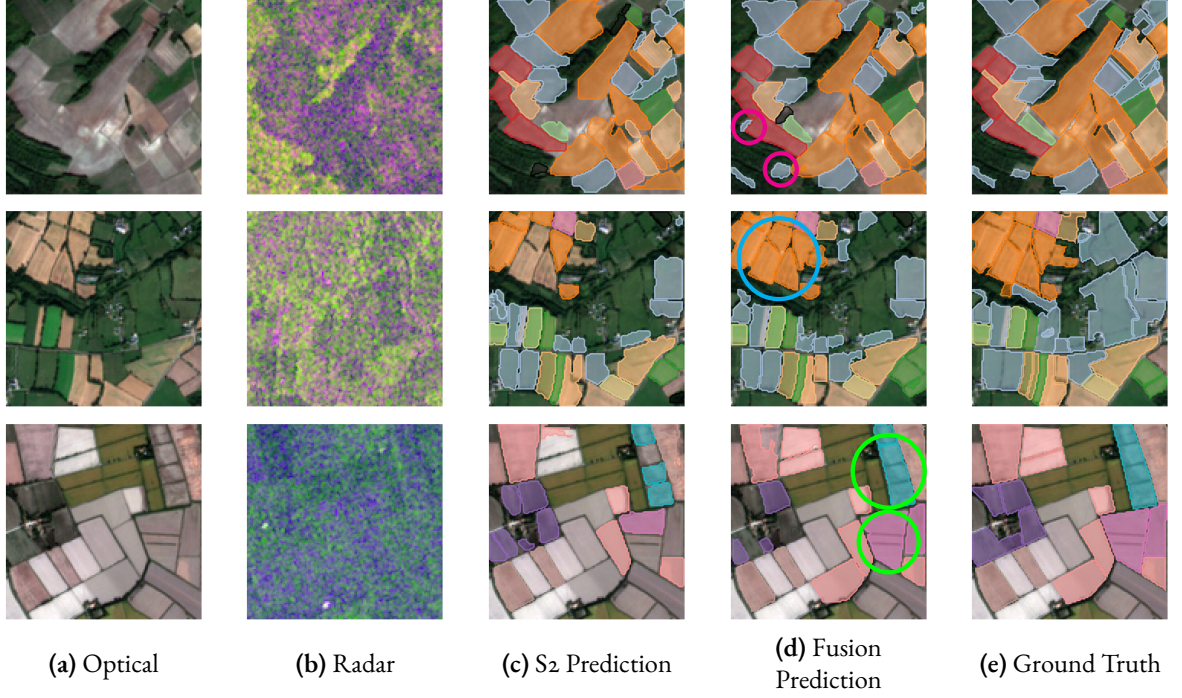 (a) Optical
(b) Radar
(c) S2 Prediction
(d) Fusion
Prediction
(e) Ground Truth